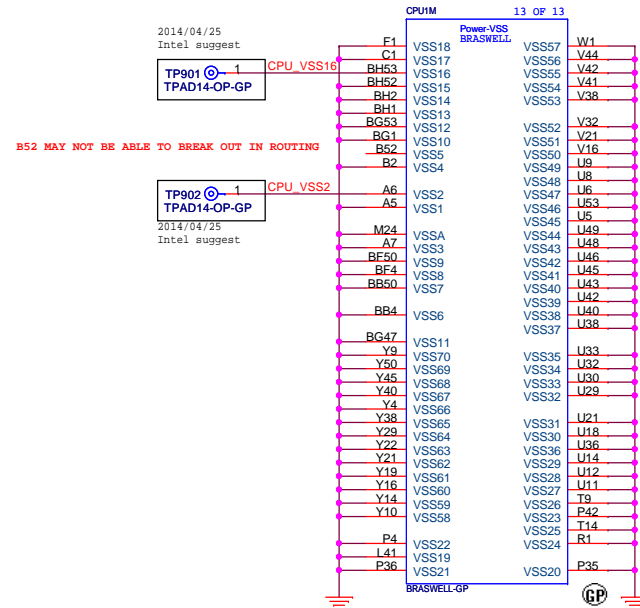 CPU1M 13 OF 13
Power-VSS
BRASWELL
2014/04/25
Intel suggest
TP901 1 CPU_VSS16
TPAD14-OP-GP
B52 MAY NOT BE ABLE TO BREAK OUT IN ROUTING
TP902 1 CPU_VSS2
TPAD14-OP-GP
2014/04/25
Intel suggest
F1 VSS18
C1 VSS17
BH53 VSS16
BH52 VSS15
BH2 VSS14
BH1 VSS13
BG53 VSS12
BG1 VSS10
B52 VSS5
B2 VSS4
A6 VSS2
A5 VSS1
M24 VSSA
A7 VSS3
BF50 VSS9
BF4 VSS8
BB50 VSS7
BB4 VSS6
BG47 VSS11
Y9 VSS70
Y50 VSS69
Y45 VSS68
Y40 VSS67
Y4 VSS66
Y38 VSS65
Y29 VSS64
Y22 VSS63
Y21 VSS62
Y19 VSS61
Y16 VSS60
Y14 VSS59
Y10 VSS58
P4 VSS22
L41 VSS19
P36 VSS21
VSS57 W1
VSS56 V44
VSS55 V42
VSS54 V41
VSS53 V38
VSS52 V32
VSS51 V21
VSS50 V16
VSS49 U9
VSS48 U8
VSS47 U6
VSS46 U53
VSS45 U5
VSS44 U49
VSS43 U48
VSS42 U46
VSS41 U45
VSS40 U43
VSS39 U42
VSS38 U40
VSS37 U38
VSS35 U33
VSS34 U32
VSS33 U30
VSS32 U29
VSS31 U21
VSS30 U18
VSS36 U36
VSS29 U14
VSS28 U12
VSS27 U11
VSS26 T9
VSS23 P42
VSS25 T14
VSS24 R1
VSS20 P35
BRASWELL-GP
GP